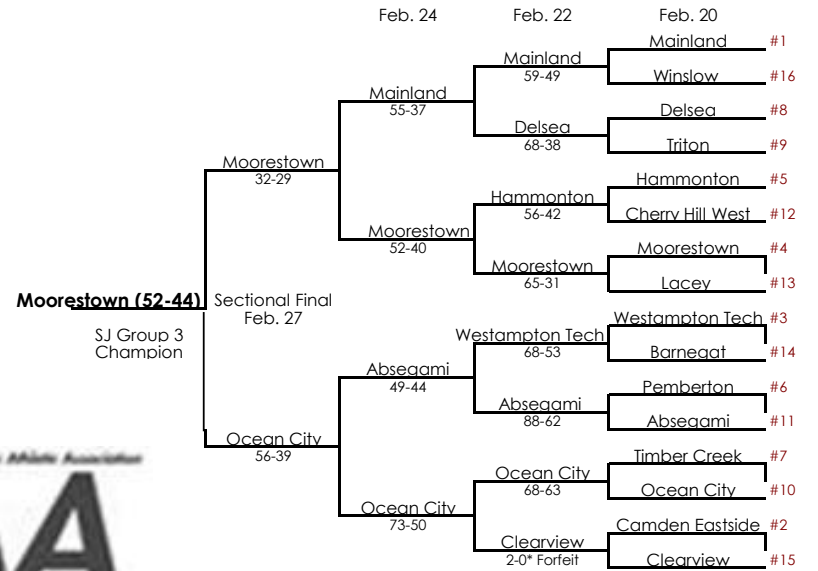 Feb. 24 Feb. 22 Feb. 20
Mainland #1
Mainland
59-49
Winslow #16
Mainland
55-37
Delsea #8
Delsea
68-38
Triton #9
Moorestown
32-29
Hammonton #5
Hammonton
56-42
Cherry Hill West #12
Moorestown
52-40
Moorestown #4
Moorestown
65-31
Lacey #13
Moorestown (52-44)
Sectional Final
Feb. 27
SJ Group 3
Champion
Westampton Tech #3
Westampton Tech
68-53
Barnegat #14
Absegami
49-44
Pemberton #6
Absegami
88-62
Absegami #11
Ocean City
56-39
Timber Creek #7
Ocean City
68-63
Ocean City #10
Ocean City
73-50
Camden Eastside #2
Clearview
2-0* Forfeit
Clearview #15
Athletic Association
A